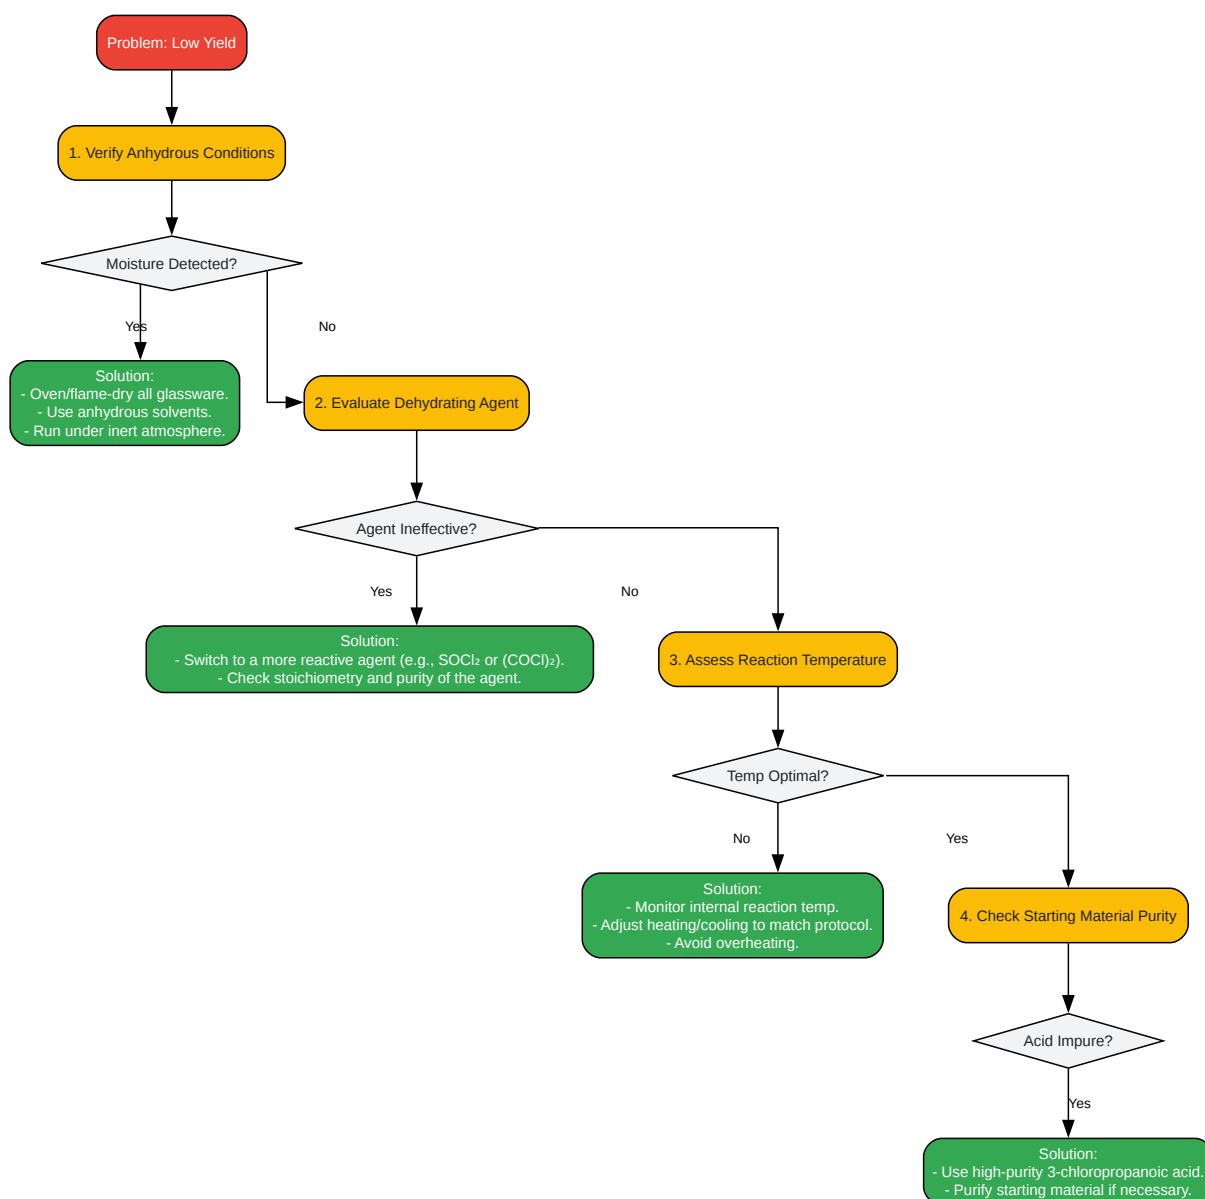 Problem: Low Yield
1. Verify Anhydrous Conditions
Moisture Detected?
Yes
No
Solution:
- Oven/flame-dry all glassware.
- Use anhydrous solvents.
- Run under inert atmosphere.
2. Evaluate Dehydrating Agent
Agent Ineffective?
Yes
No
Solution:
- Switch to a more reactive agent (e.g., SOCl₂ or (COCl)₂).
- Check stoichiometry and purity of the agent.
3. Assess Reaction Temperature
Temp Optimal?
No
Yes
Solution:
- Monitor internal reaction temp.
- Adjust heating/cooling to match protocol.
- Avoid overheating.
4. Check Starting Material Purity
Acid Impure?
Yes
Solution:
- Use high-purity 3-chloropropanoic acid.
- Purify starting material if necessary.